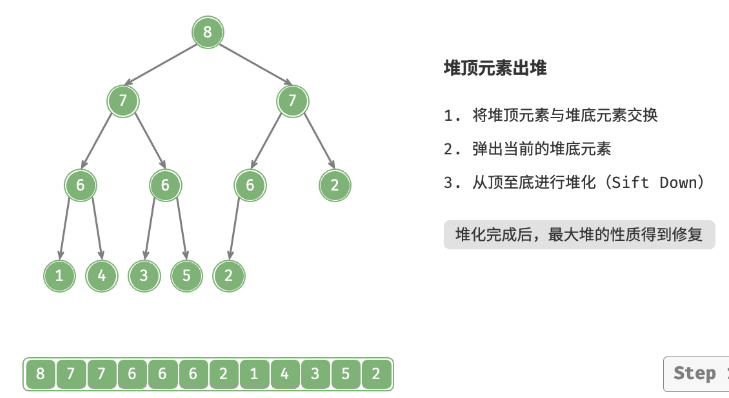 8
堆顶元素出堆
7 7
1. 将堆顶元素与堆底元素交换
2. 弹出当前的堆底元素
6 6 6 2
3. 从顶至底进行堆化（Sift Down）
堆化完成后，最大堆的性质得到修复
1 4 3 5 2
8 7 7 6 6 6 2 1 4 3 5 2
Step